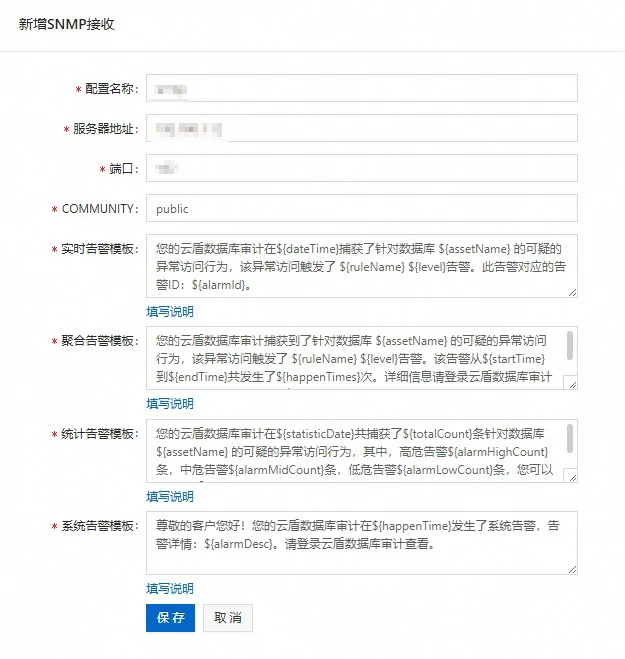 新增SNMP接收
* 配置名称:
* 服务器地址:
* 端口:
* COMMUNITY: public
* 实时告警模板: 您的云盾数据库审计在${dateTime}捕获了针对数据库 ${assetName} 的可疑的
异常访问行为，该异常访问触发了 ${ruleName} ${level}告警。此告警对应的告
警ID：${alarmId}。
填写说明
* 聚合告警模板: 您的云盾数据库审计捕获到了针对数据库 ${assetName} 的可疑的异常访问
行为，该异常访问触发了 ${ruleName} ${level}告警。该告警从${startTime}
到${endTime}共发生了${happenTimes}次。详细信息请登录云盾数据库审计
填写说明
* 统计告警模板: 您的云盾数据库审计在${statisticDate}共捕获了${totalCount}条针对数据库
${assetName} 的可疑的异常访问行为，其中，高危告警${alarmHighCount}
条，中危告警${alarmMidCount}条，低危告警${alarmLowCount}条，您可以
填写说明
* 系统告警模板: 尊敬的客户您好！您的云盾数据库审计在${happenTime}发生了系统告警，告
警详情：${alarmDesc}。请登录云盾数据库审计查看。
填写说明
保存 取消